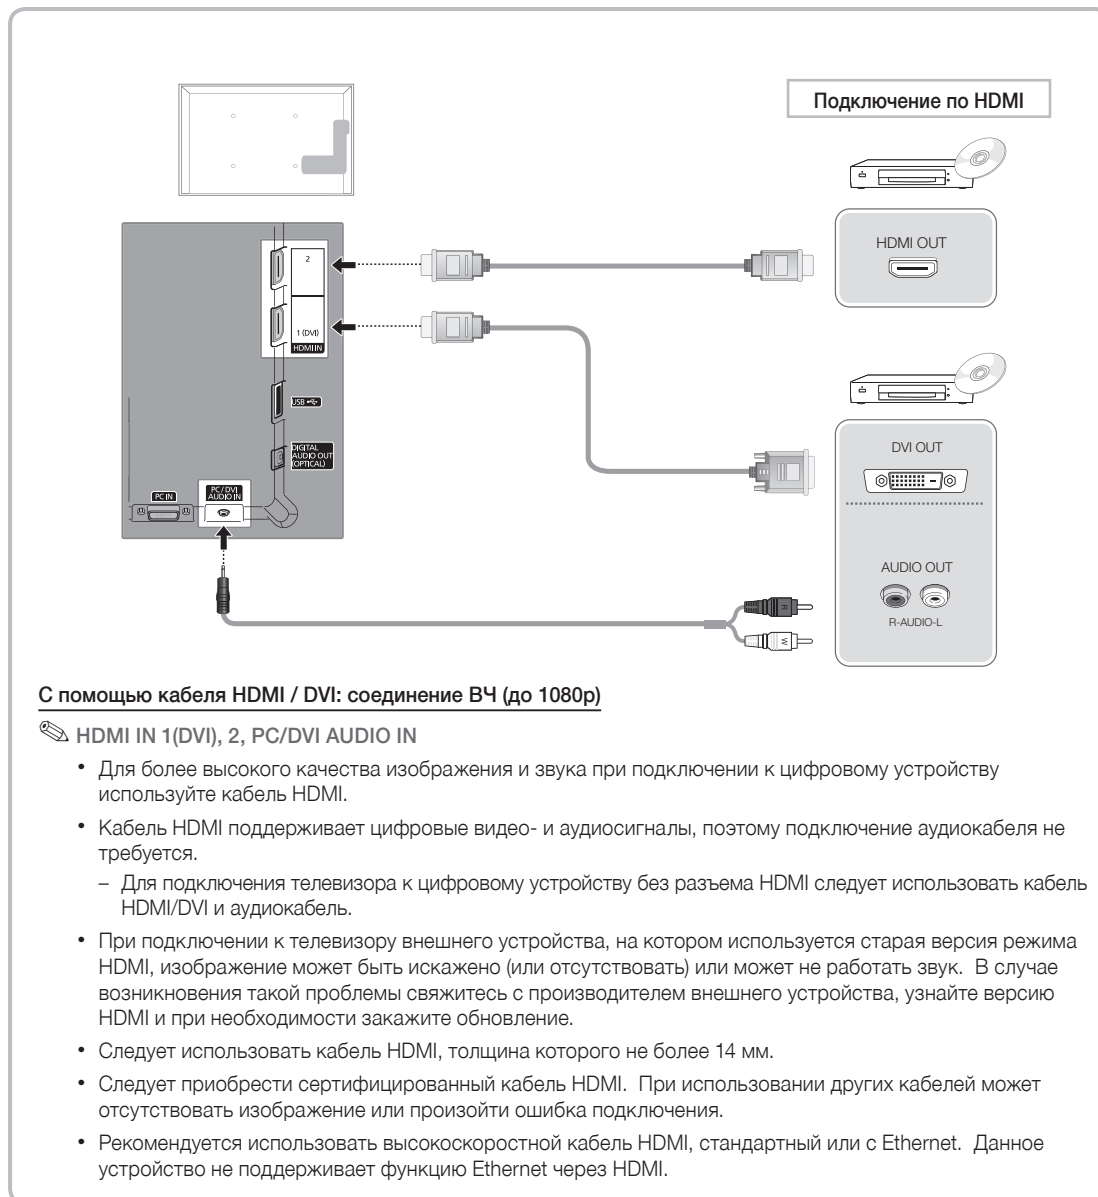 Подключение по HDMI
HDMI OUT
2
1 (DVI)
HDMI IN
USB
DIGITAL
AUDIO OUT
(OPTICAL)
PC IN
PC / DVI
AUDIO IN
DVI OUT
AUDIO OUT
R-AUDIO-L
R
W
С помощью кабеля HDMI / DVI: соединение ВЧ (до 1080p)
HDMI IN 1(DVI), 2, PC/DVI AUDIO IN
• Для более высокого качества изображения и звука при подключении к цифровому устройству
используйте кабель HDMI.
• Кабель HDMI поддерживает цифровые видео- и аудиосигналы, поэтому подключение аудиокабеля не
требуется.
– Для подключения телевизора к цифровому устройству без разъема HDMI следует использовать кабель
HDMI/DVI и аудиокабель.
• При подключении к телевизору внешнего устройства, на котором используется старая версия режима
HDMI, изображение может быть искажено (или отсутствовать) или может не работать звук. В случае
возникновения такой проблемы свяжитесь с производителем внешнего устройства, узнайте версию
HDMI и при необходимости закажите обновление.
• Следует использовать кабель HDMI, толщина которого не более 14 мм.
• Следует приобрести сертифицированный кабель HDMI. При использовании других кабелей может
отсутствовать изображение или произойти ошибка подключения.
• Рекомендуется использовать высокоскоростной кабель HDMI, стандартный или с Ethernet. Данное
устройство не поддерживает функцию Ethernet через HDMI.